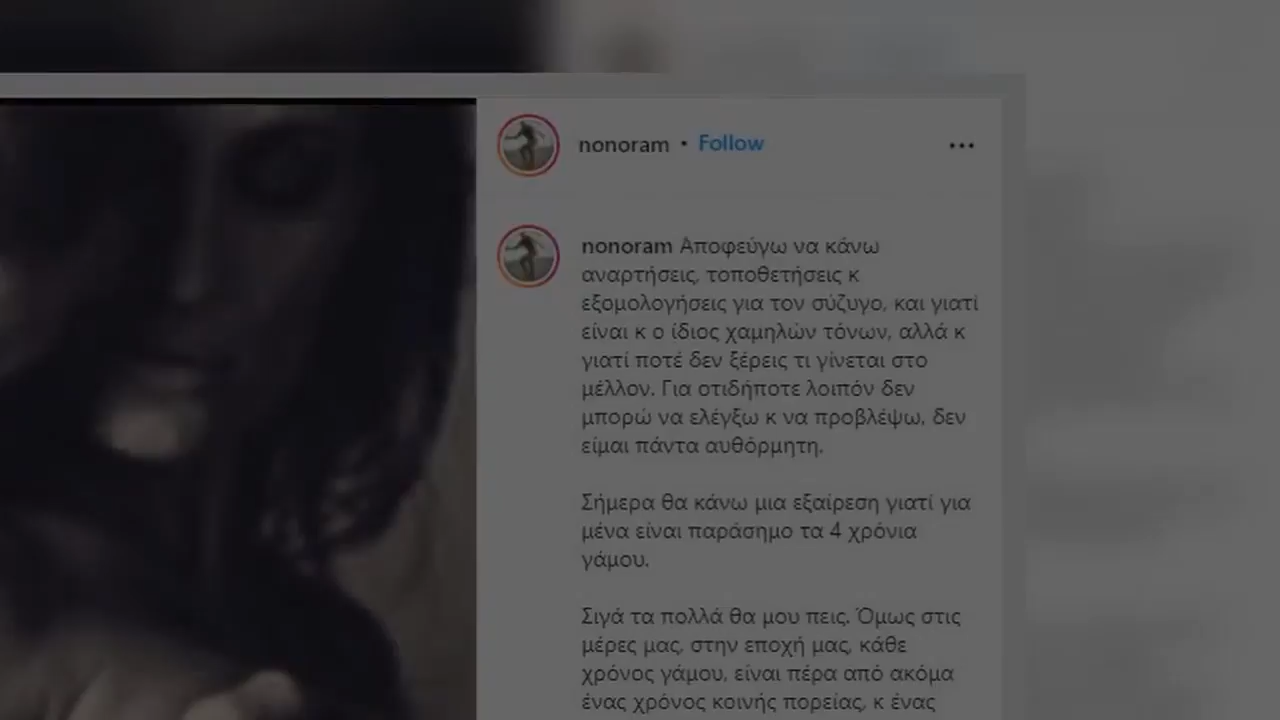 nonoram • Follow
nonoram Αποφεύγω να κάνω
αναρτήσεις, τοποθετήσεις κ
εξομολογήσεις για τον σύζυγο, και γιατί
είναι κ ο ίδιος χαμηλών τόνων, αλλά κ
γιατί ποτέ δεν ξέρεις τι γίνεται στο
μέλλον. Για οτιδήποτε λοιπόν δεν
μπορώ να ελέγξω κ να προβλέψω, δεν
είμαι πάντα αυθόρμητη.
Σήμερα θα κάνω μια εξαίρεση γιατί για
μένα είναι παράσημο τα 4 χρόνια
γάμου.
Σιγά τα πολλά θα μου πεις. Όμως στις
μέρες μας, στην εποχή μας, κάθε
χρόνος γάμου, είναι πέρα από ακόμα
ένας χρόνος κοινής πορείας, κ ένας